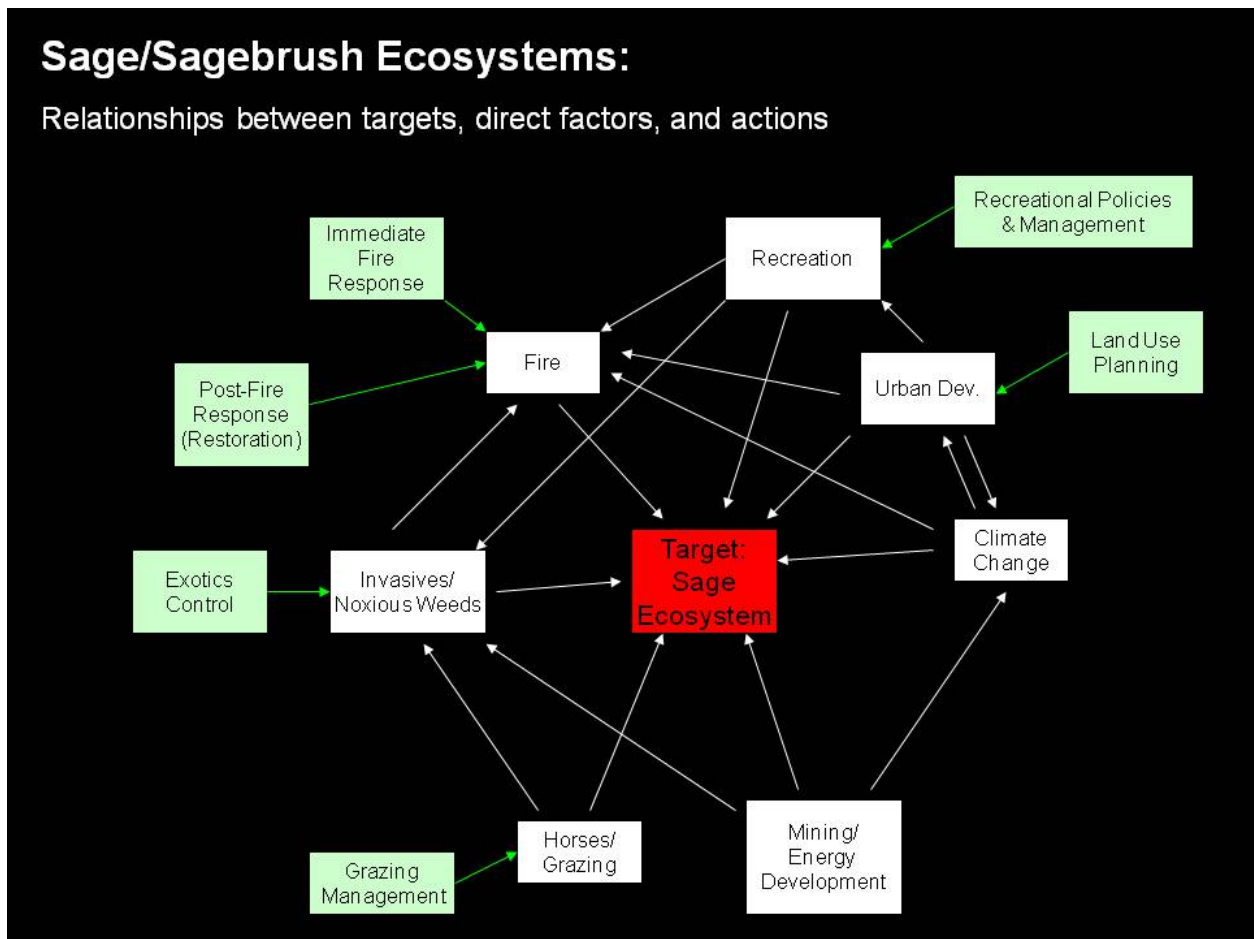 Sage/Sagebrush Ecosystems:
Relationships between targets, direct factors, and actions
Recreational Policies
& Management
Immediate
Fire
Response
Recreation
Land Use
Planning
Fire
Urban Dev.
Post-Fire
Response
(Restoration)
Climate
Change
Target:
Sage
Ecosystem
Exotics
Control
Invasives/
Noxious Weeds
Horses/
Grazing
Mining/
Energy
Development
Grazing
Management